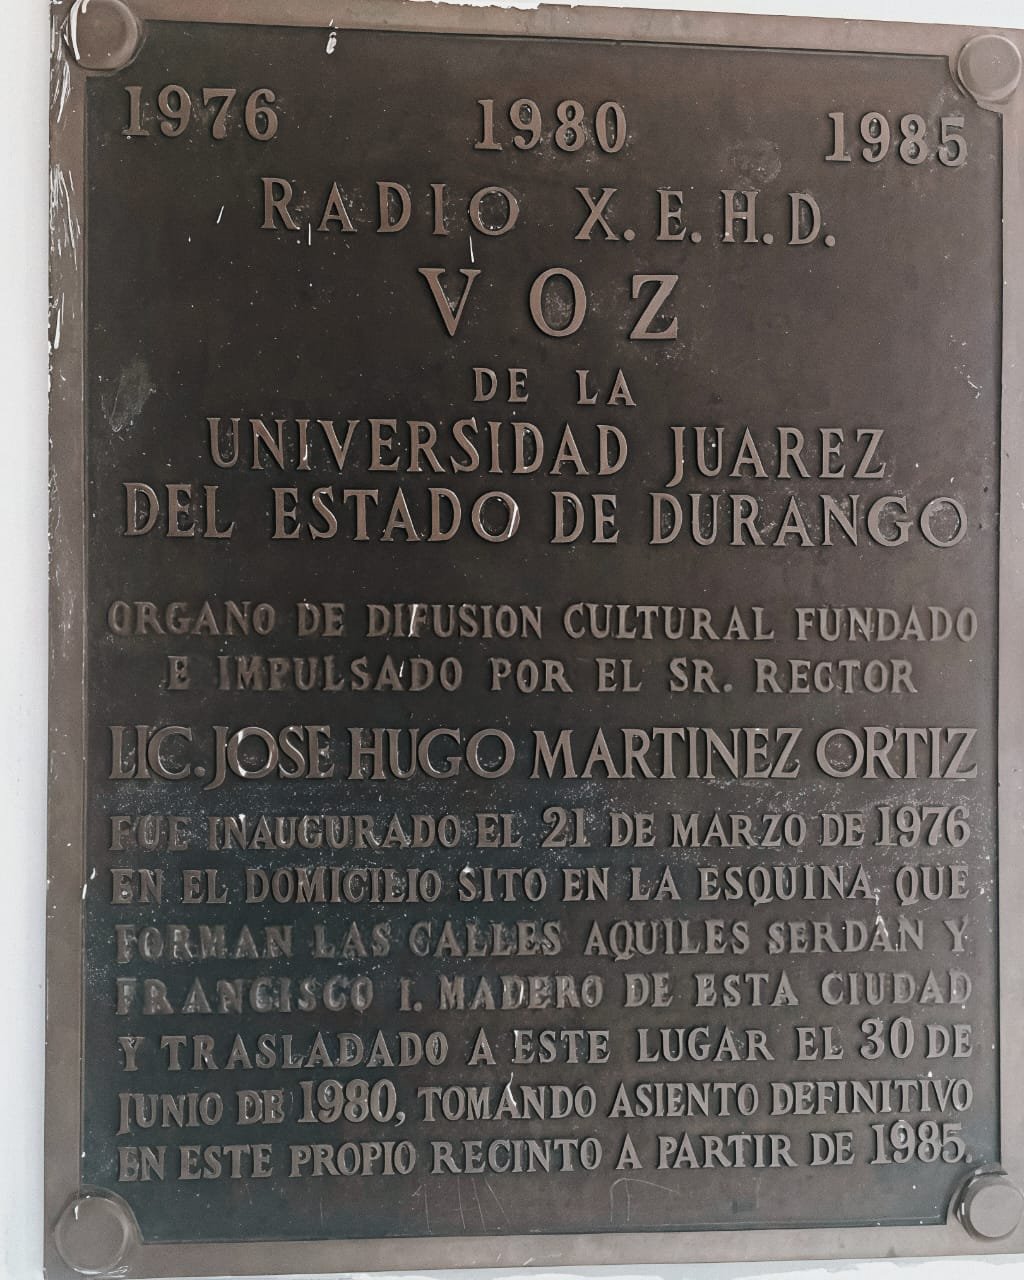 1976 1980 1985
RADIO X.E.H.D.
VOZ
DE LA
UNIVERSIDAD JUAREZ
DEL ESTADO DE DURANGO
ORGANO DE DIFUSION CULTURAL FUNDADO
E IMPULSADO POR EL SR. RECTOR
LIC. JOSE HUGO MARTINEZ ORTIZ
FUE INAUGURADO EL 21 DE MARZO DE 1976
EN EL DOMICILIO SITO EN LA ESQUINA QUE
FORMAN LAS CALLES AQUILES SERDAN Y
FRANCISCO I. MADERO DE ESTA CIUDAD
Y TRASLADADO A ESTE LUGAR EL 30 DE
JUNIO DE 1980, TOMANDO ASIENTO DEFINITIVO
EN ESTE PROPIO RECINTO A PARTIR DE 1985.